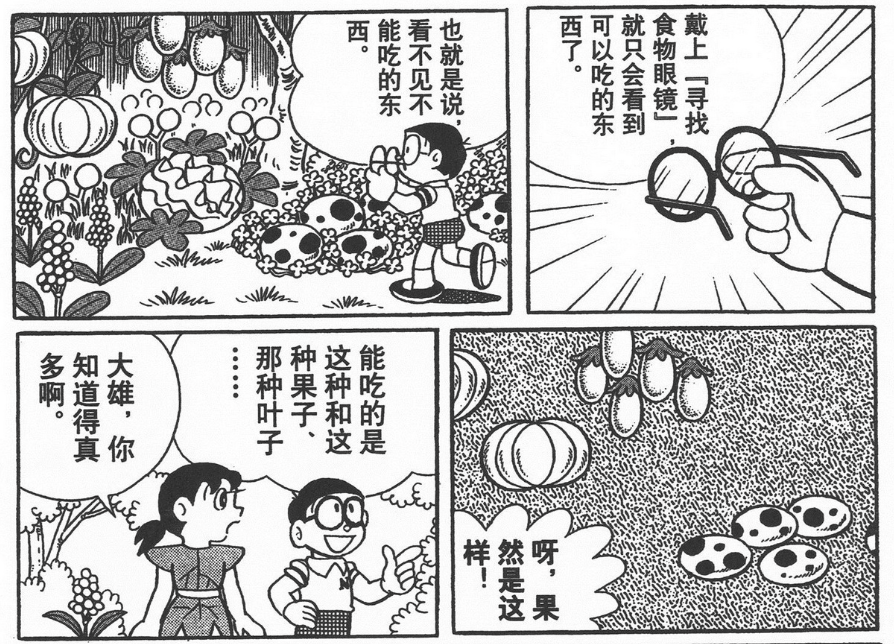 戴上『寻找
食物眼镜』，
就只会看到
可以吃的东
西了。
也就是说，
看不见不
能吃的东
西。
呀，果
然是这
样！
能吃的是
这种和这
种果子、
那种叶子
……
大雄，你
知道得真
多啊。